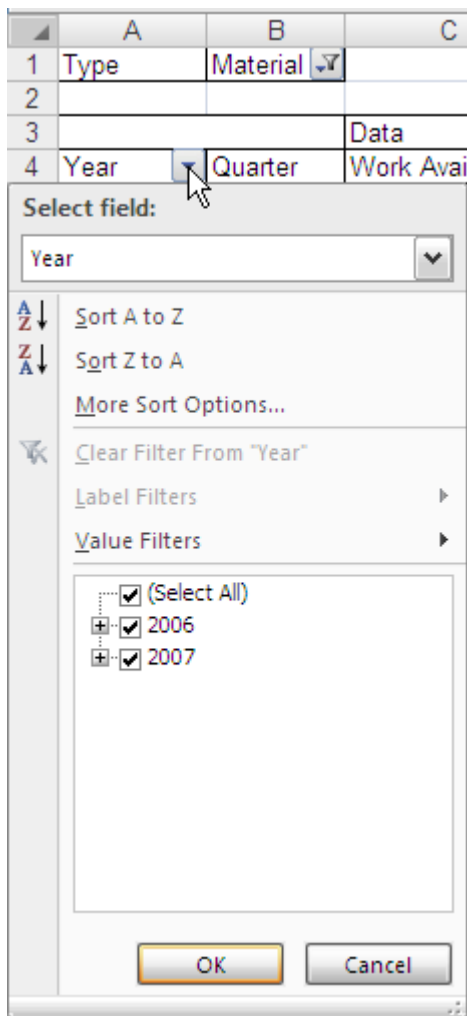 A B C
1 Type Material
2
3 Data
4 Year Quarter Work Avai
Select field:
Year
A Z Sort A to Z
Z A Sort Z to A
More Sort Options...
Clear Filter From "Year"
Label Filters
Value Filters
(Select All)
2006
2007
OK Cancel